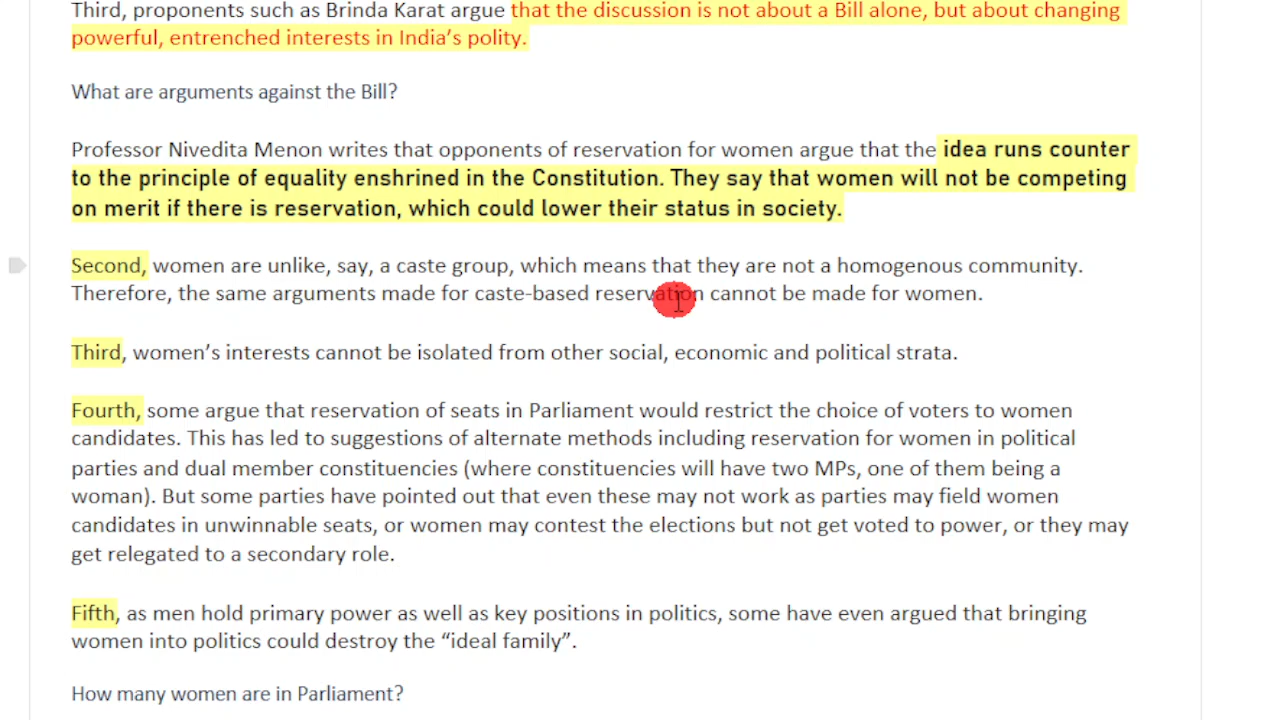 Third, proponents such as Brinda Karat argue that the discussion is not about a Bill alone, but about changing
powerful, entrenched interests in India’s polity.
What are arguments against the Bill?
Professor Nivedita Menon writes that opponents of reservation for women argue that the idea runs counter
to the principle of equality enshrined in the Constitution. They say that women will not be competing
on merit if there is reservation, which could lower their status in society.
Second, women are unlike, say, a caste group, which means that they are not a homogenous community.
Therefore, the same arguments made for caste-based reservation cannot be made for women.
Third, women’s interests cannot be isolated from other social, economic and political strata.
Fourth, some argue that reservation of seats in Parliament would restrict the choice of voters to women
candidates. This has led to suggestions of alternate methods including reservation for women in political
parties and dual member constituencies (where constituencies will have two MPs, one of them being a
woman). But some parties have pointed out that even these may not work as parties may field women
candidates in unwinnable seats, or women may contest the elections but not get voted to power, or they may
get relegated to a secondary role.
Fifth, as men hold primary power as well as key positions in politics, some have even argued that bringing
women into politics could destroy the “ideal family”.
How many women are in Parliament?